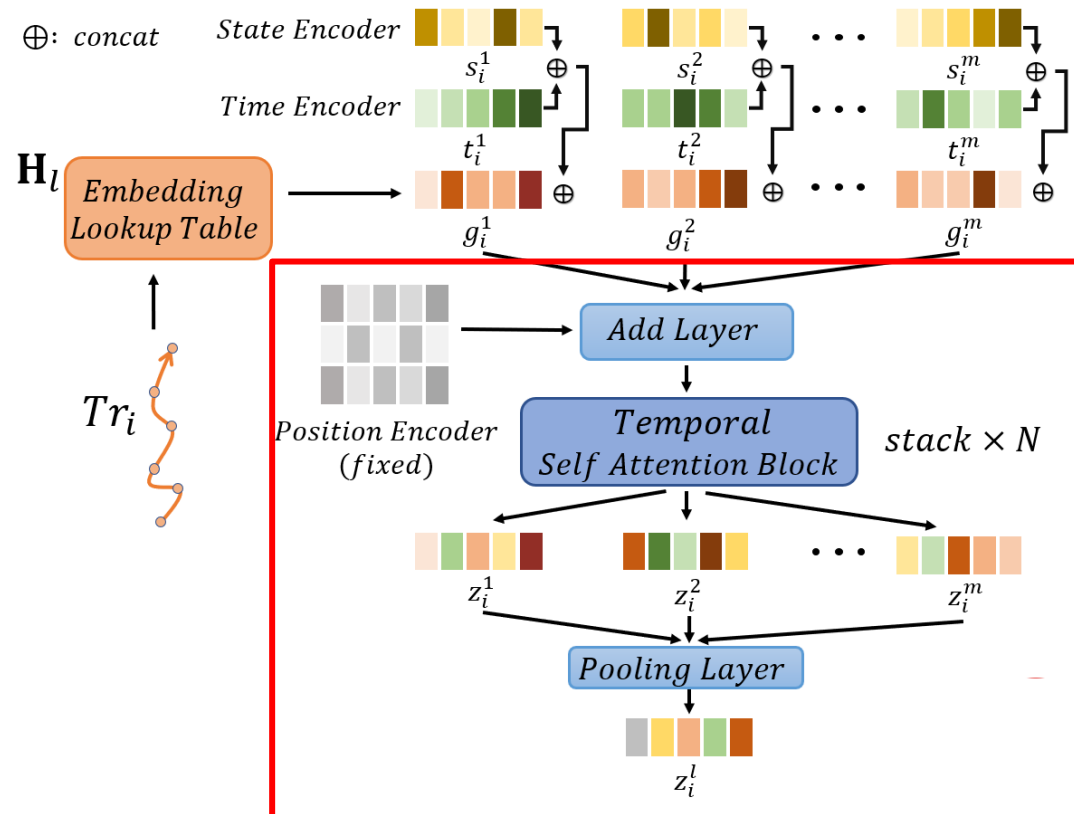 ⊕: concat
State Encoder
s_i^1 s_i^2 • • • s_i^m
Time Encoder
t_i^1 t_i^2 • • • t_i^m
H_l
Embedding
Lookup Table
g_i^1 g_i^2 • • • g_i^m
Add Layer
Position Encoder
(fixed)
Tr_i
Temporal
Self Attention Block
stack × N
z_i^1 z_i^2 • • • z_i^m
Pooling Layer
z_i^l